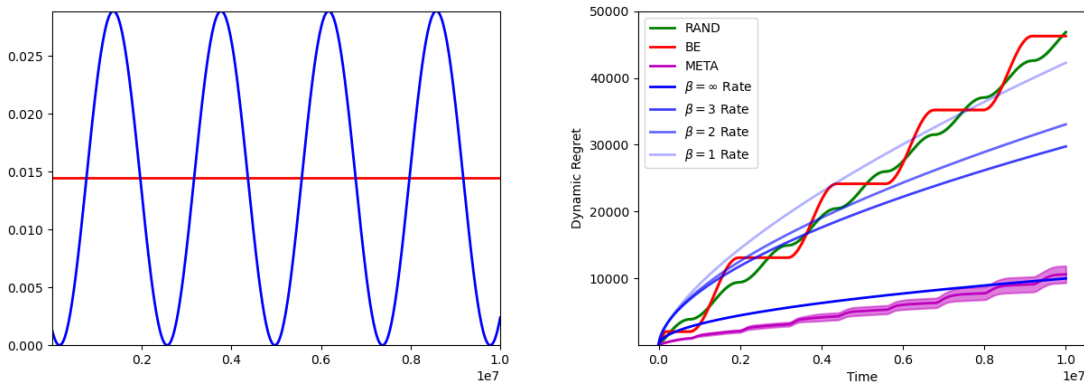 0.025
0.020
0.015
0.010
0.005
0.000
0.2
0.4
0.6
0.8
1.0
1e7
50000
40000
30000
20000
10000
Dynamic Regret
RAND
BE
META
β = ∞ Rate
β = 3 Rate
β = 2 Rate
β = 1 Rate
0.0
0.2
0.4
0.6
0.8
1.0
Time
1e7